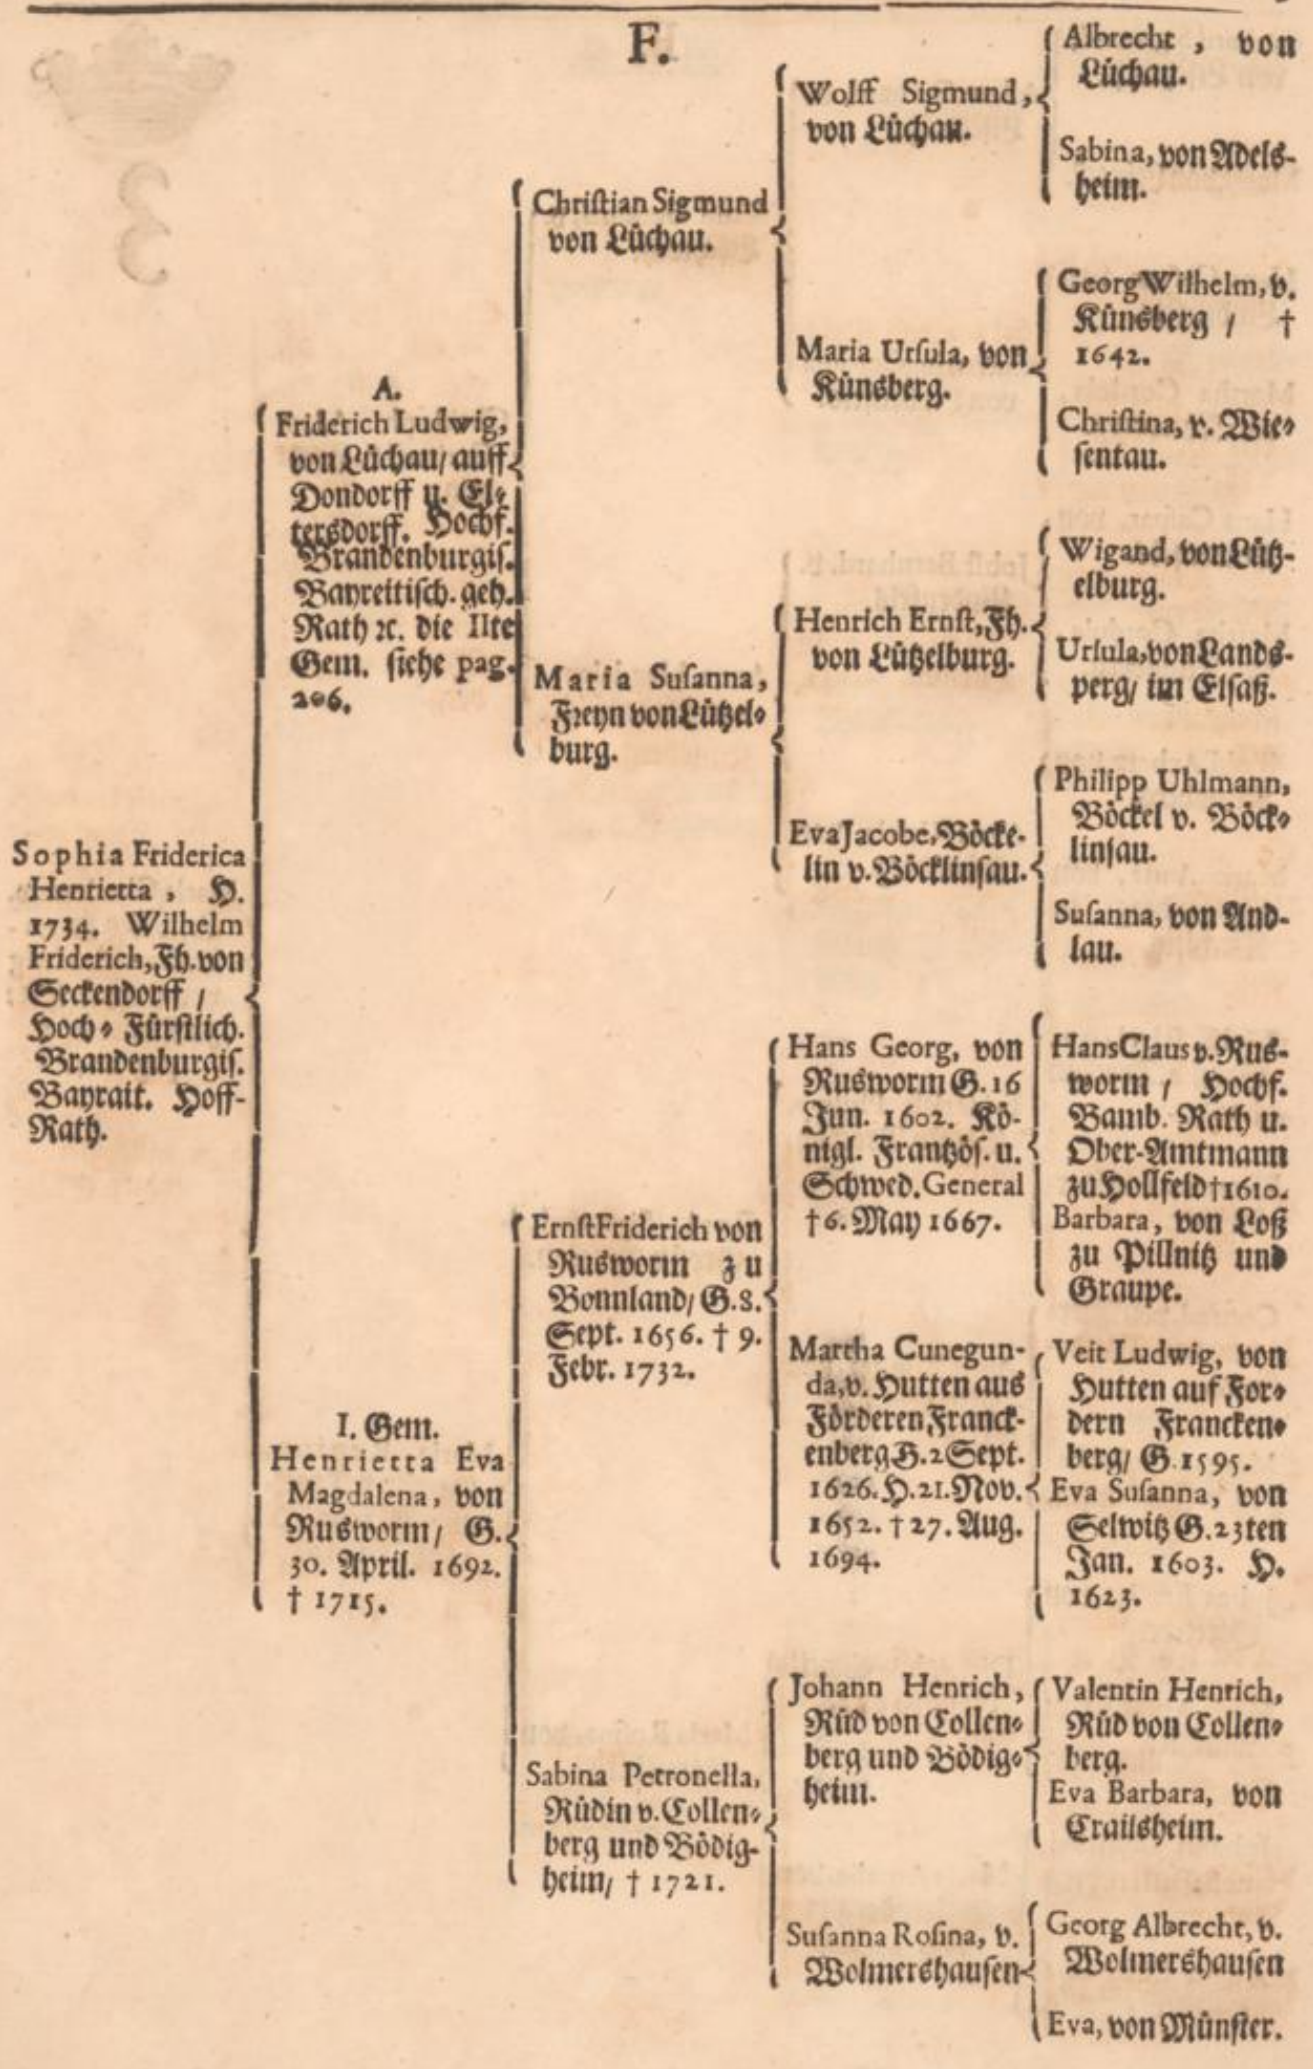 F.
Sophia Friderica
Henrietta, H.
1734. Wilhelm
Friderich, Fh. von
Seckendorff /
Hoch-Fürstlich.
Brandenburgis.
Bayrait. Hoff-
Rath.
A.
Friderich Ludwig,
von Lüchau / auff
Dondorff u. El-
tersdorff. Hochf.
Brandenburgis.
Bayreitisch. geh.
Rath ꝛc. die IIte
Gem. siehe pag.
206.
I. Gem.
Henrietta Eva
Magdalena, von
Rusworm / G.
30. April. 1692.
† 1715.
Chriſtian Sigmund
von Lüchau.
Maria Suſanna,
Freyn von Lützel-
burg.
Ernſt Friderich von
Rusworm zu
Bonnland / G. 8.
Sept. 1656. † 9.
Febr. 1732.
Sabina Petronella,
Rüdin v. Collen-
berg und Bödig-
heim / † 1721.
Wolff Sigmund,
von Lüchau.
Maria Urſula, von
Künsberg.
Henrich Ernſt, Fh.
von Lützelburg.
Eva Jacobe, Böcke-
lin v. Böcklinsau.
Hans Georg, von
Rusworm G. 16
Jun. 1602. Kö-
nigl. Frantzös. u.
Schwed. General
† 6. May 1667.
Martha Cunegun-
da, v. Hutten aus
Förderen Franck-
enberg G. 2 Sept.
1626. H. 21. Nov.
1652. † 27. Aug.
1694.
Johann Henrich,
Rüd von Collen-
berg und Bödig-
heim.
Suſanna Roſina, v.
Wolmershauſen
Albrecht, von
Lüchau.
Sabina, von Adels-
heim.
Georg Wilhelm, v.
Künsberg / †
1642.
Chriſtina, v. Wie-
ſentau.
Wigand, von Lütz-
elburg.
Urſula, von Lands-
perg / im Elſaß.
Philipp Uhlmann,
Böckel v. Böck-
linſau.
Suſanna, von And-
lau.
Hans Claus v. Rus-
worm / Hochf.
Bamb. Rath u.
Ober-Amtmann
zu Hollfeld † 1610.
Barbara, von Loß
zu Pillnitz und
Graupe.
Veit Ludwig, von
Hutten auf For-
dern Francken-
berg / G. 1595.
Eva Suſanna, von
Selwitz G. 23ten
Jan. 1603. H.
1623.
Valentin Henrich,
Rüd von Collen-
berg.
Eva Barbara, von
Crailsheim.
Georg Albrecht, v.
Wolmershauſen
Eva, von Münſter.